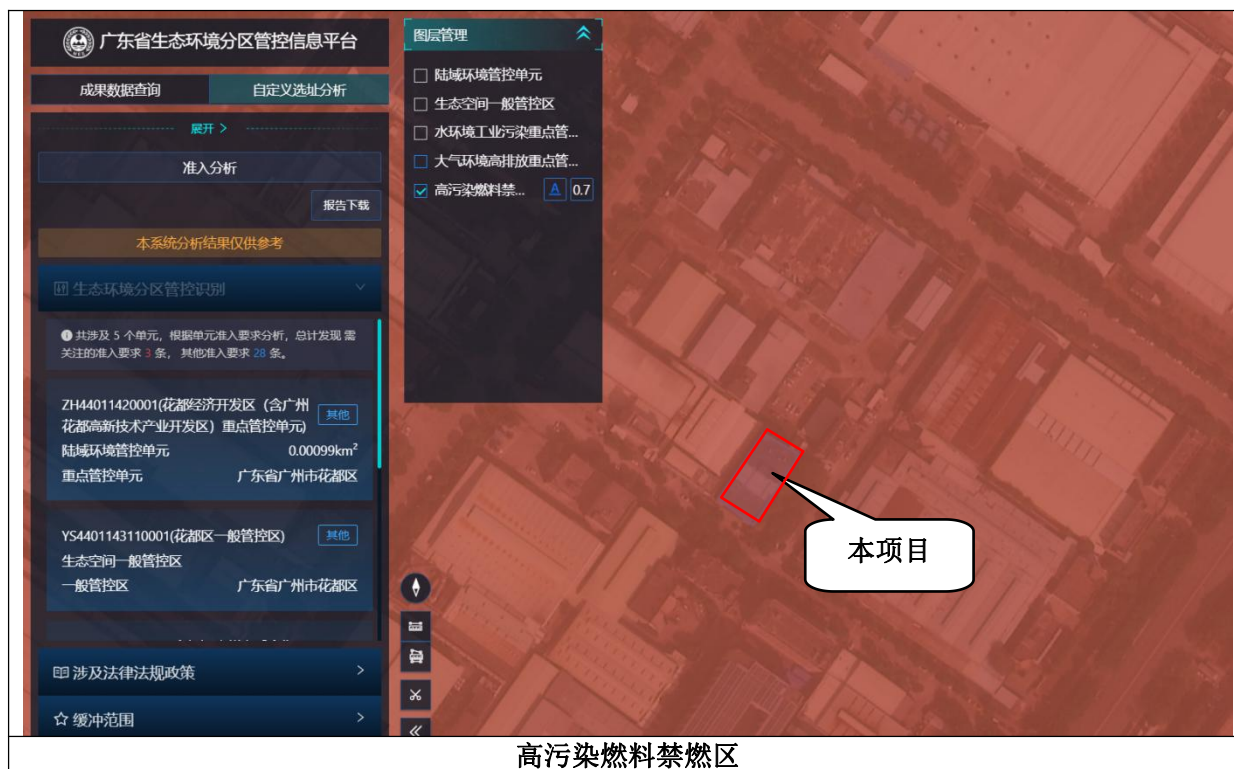 广东省生态环境分区管控信息平台
成果数据查询
自定义选址分析
展开 >
准入分析
报告下载
本系统分析结果仅供参考
生态环境分区管控识别
共涉及 5 个单元，根据单元准入要求分析，总计发现 需
关注的准入要求 3 条， 其他准入要求 28 条。
ZH44011420001(花都经济开发区（含广州
花都高新技术产业开发区）重点管控单元)
其他
陆域环境管控单元 0.00099km²
重点管控单元 广东省广州市花都区
YS4401143110001(花都区一般管控区)
其他
生态空间一般管控区
一般管控区 广东省广州市花都区
涉及法律法规政策 >
缓冲范围 >
图层管理
陆域环境管控单元
生态空间一般管控区
水环境工业污染重点管...
大气环境高排放重点管...
高污染燃料禁... A 0.7
本项目
高污染燃料禁燃区